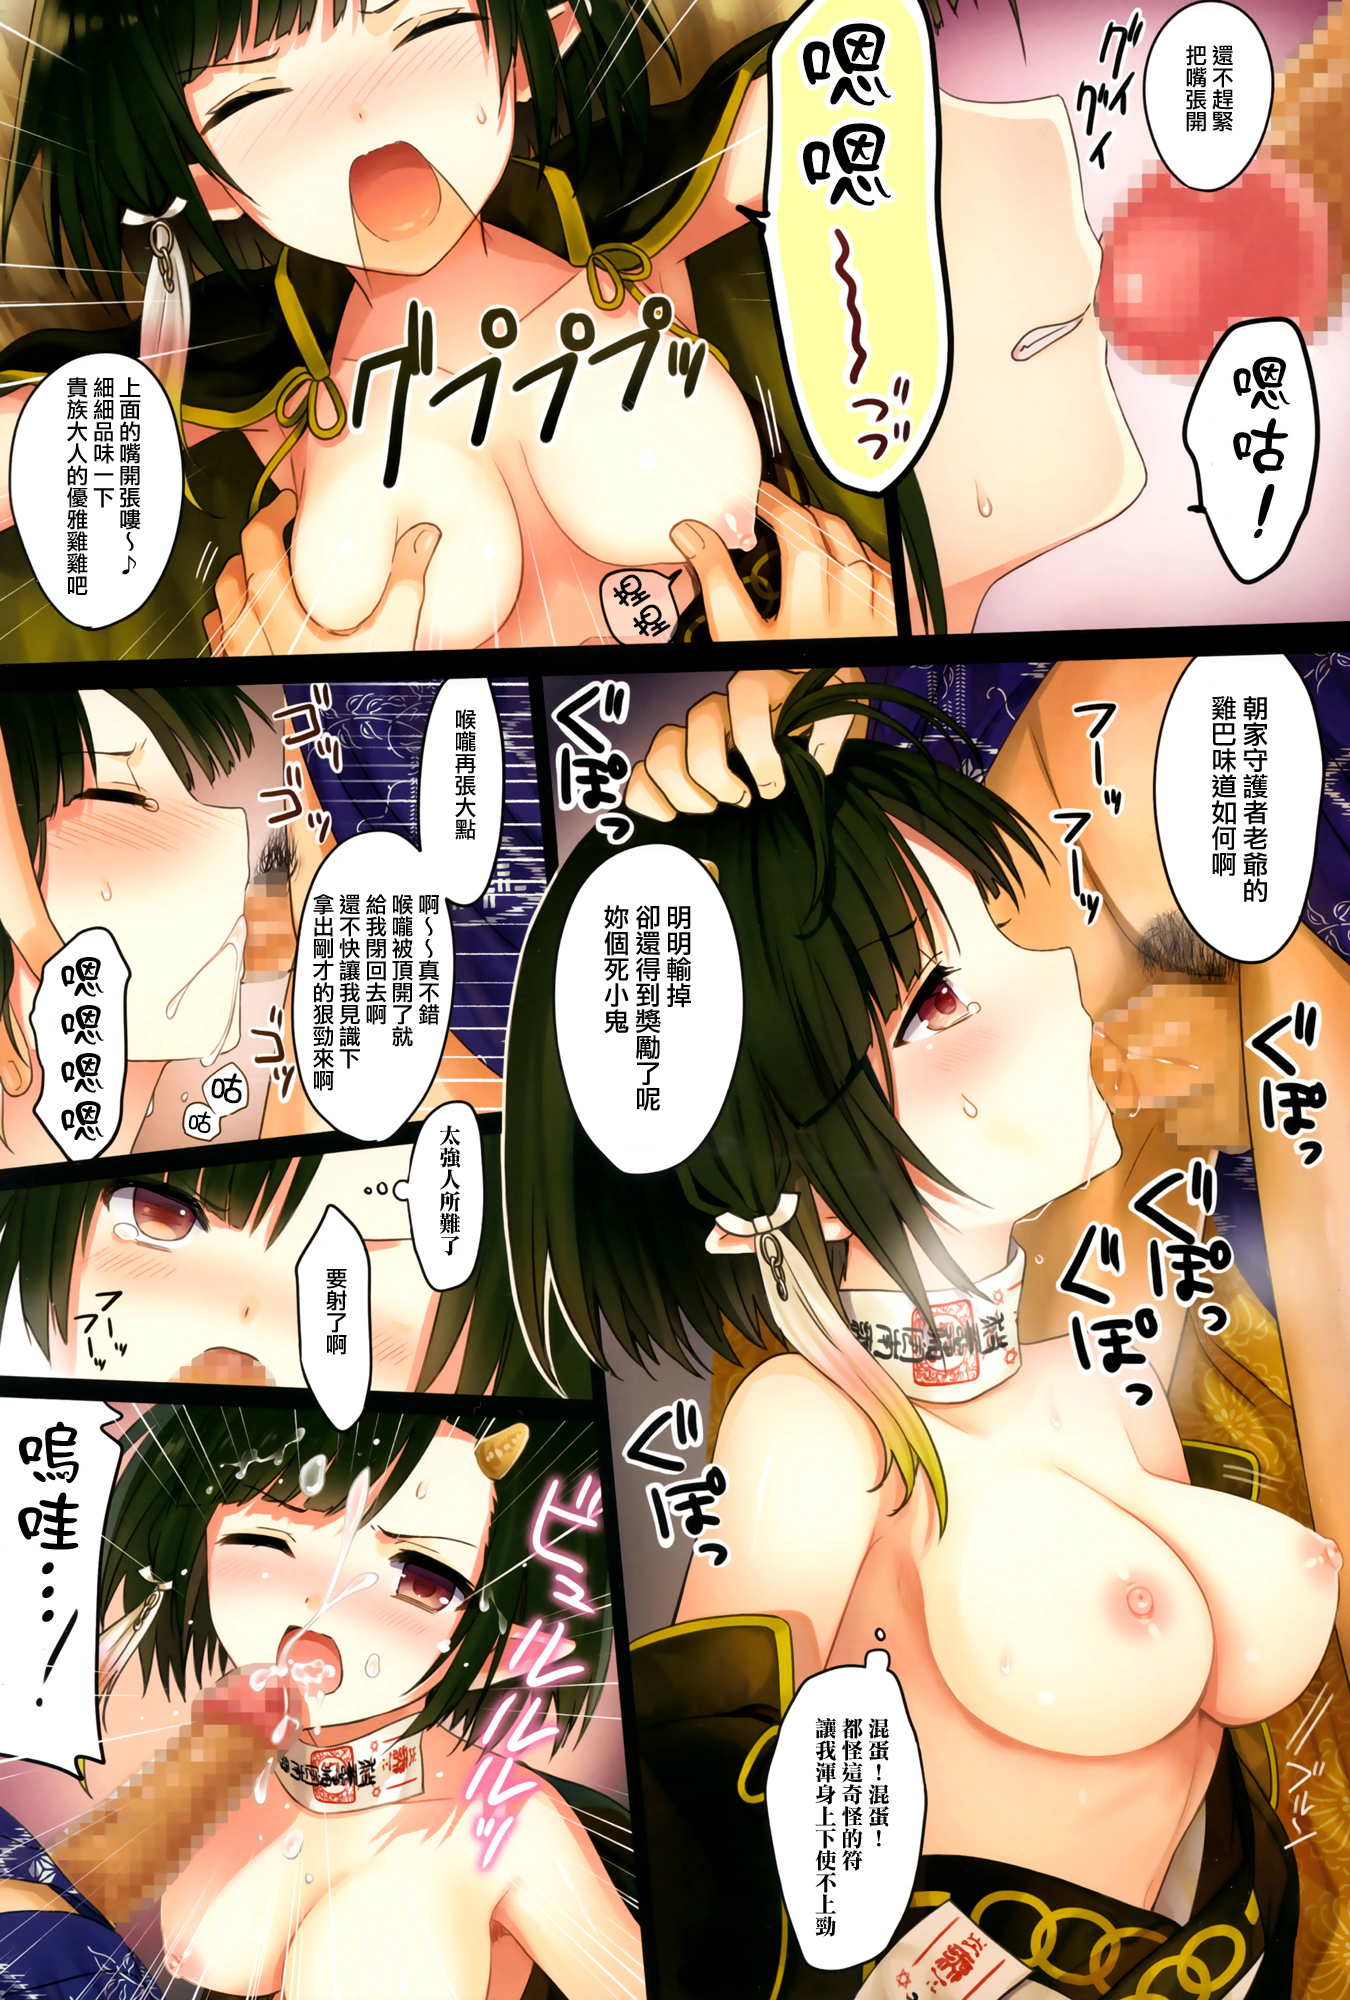 還不趕緊
把嘴張開
グイ
グイィ
嗯咕！
嗯嗯～
づづ
グプププッ
上面的嘴開張嘍～♪
細細品味一下
貴族大人的優雅雞雞吧
朝家守護者老爺的
雞巴味道如何啊
フーッ
フーッ
ぐぽっ
ぐぽっ
明明輸掉
卻還得到獎勵了呢
妳個死小鬼
ぐぽっ
ぐぽっ
ぐぽっ
混蛋！混蛋！
都怪這奇怪的符
讓我渾身上下使不上勁
喉嚨再張大點
啊～～真不錯
喉嚨被頂開了就
給我閉回去啊
還不快讓我見識下
拿出剛才的狠勁來啊
ゴッ
ゴッ
ゴッ
嗯嗯嗯嗯
咕
咕
太強人所難了
要射了啊
フーッ
フーッ
嗚哇…！
ビュルルルルッ